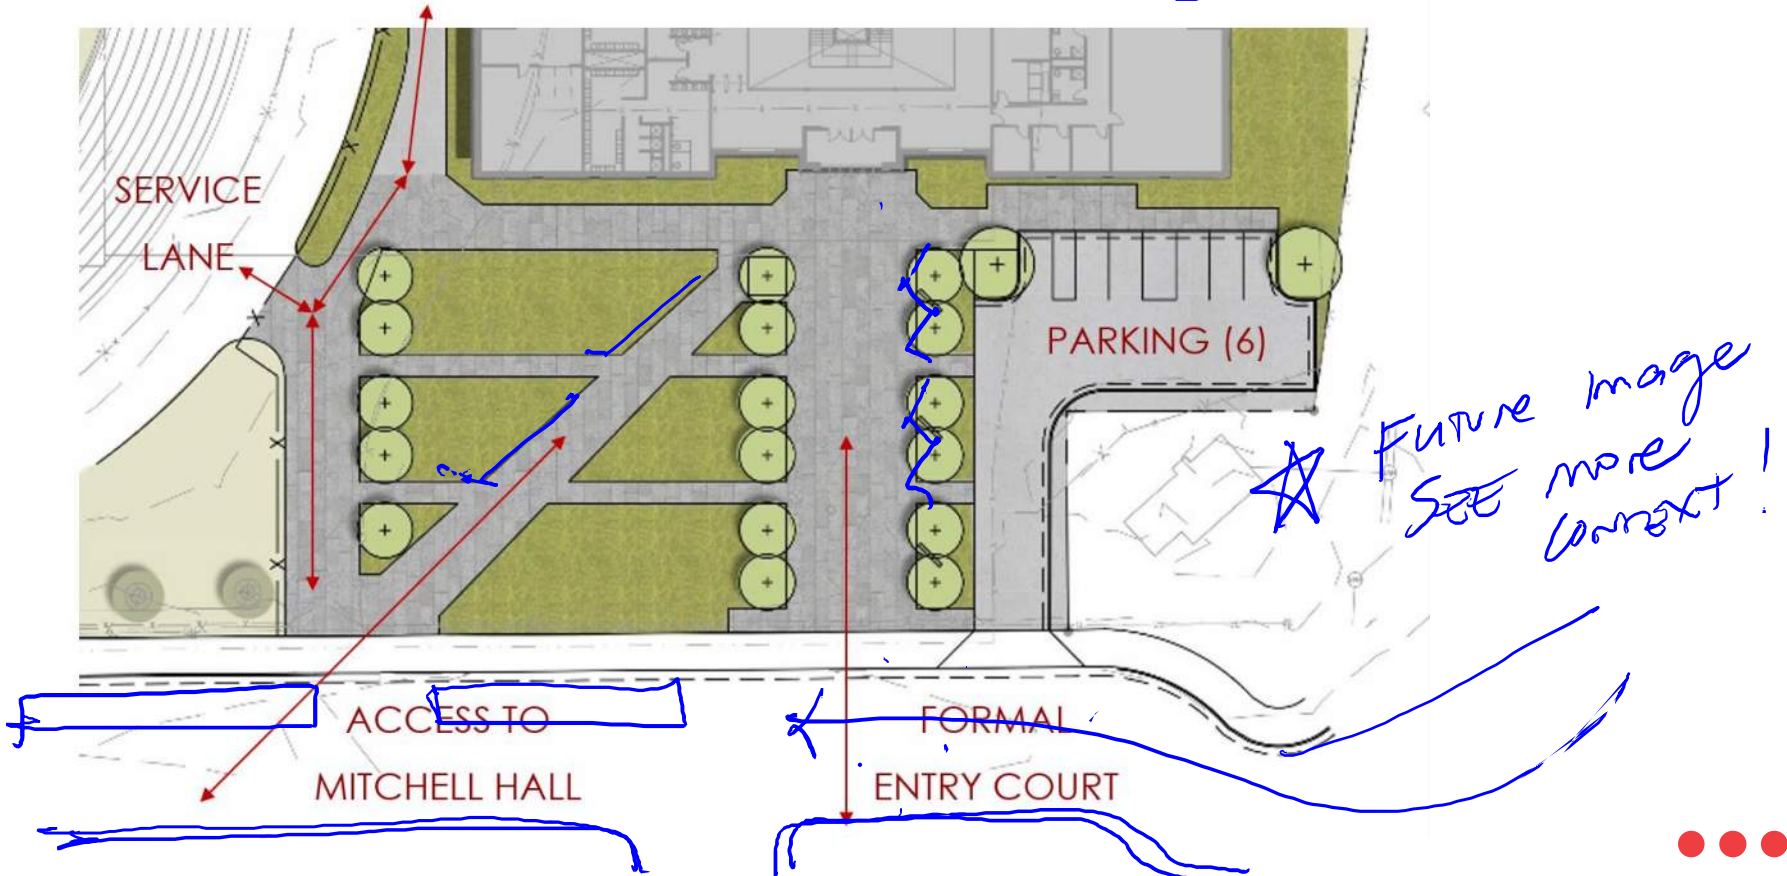 SERVICE
LANE
PARKING (6)
FUTURE Image
SEE more
CONTEXT !
ACCESS TO
MITCHELL HALL
FORMAL
ENTRY COURT